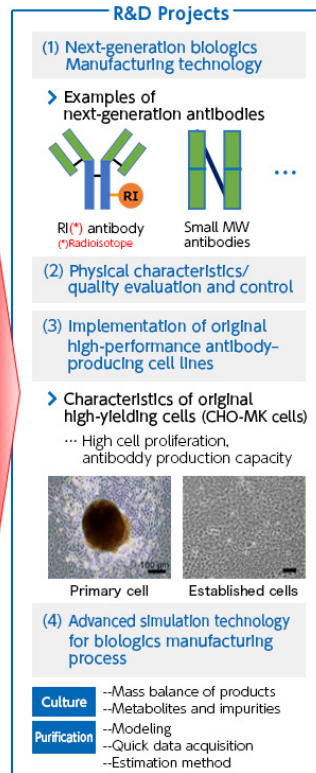 R&D Projects
(1) Next-generation biologics
Manufacturing technology
Examples of
next-generation antibodies
RI
...
RI(*) antibody
(*)Radioisotope
Small MW
antibodies
(2) Physical characteristics/
quality evaluation and control
(3) Implementation of original
high-performance antibody-
producing cell lines
Characteristics of original
high-yielding cells (CHO-MK cells)
... High cell proliferation,
antiboddy production capacity
100 μm
Primary cell
Established cells
(4) Advanced simulation technology
for biologics manufacturing
process
Culture
--Mass balance of products
--Metabolites and impurities
Purification
--Modeling
--Quick data acquisition
--Estimation method